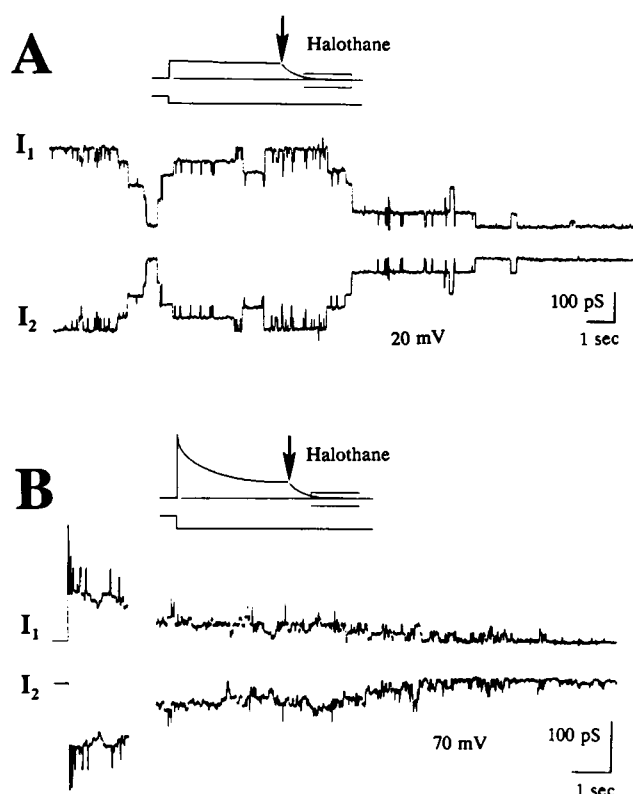 A
Halothane
I₁
I₂
100 pS
20 mV
1 sec
B
Halothane
I₁
I₂
70 mV
100 pS
1 sec